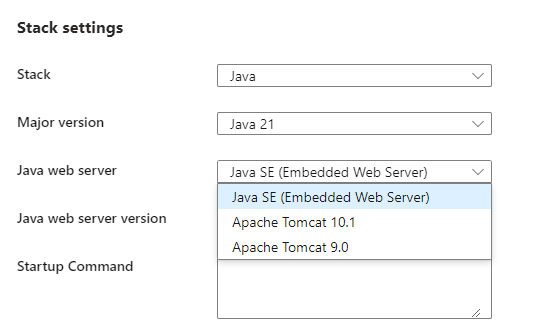 Stack settings
Stack
Java
Major version
Java 21
Java web server
Java SE (Embedded Web Server)
Java SE (Embedded Web Server)
Apache Tomcat 10.1
Java web server version
Apache Tomcat 9.0
Startup Command